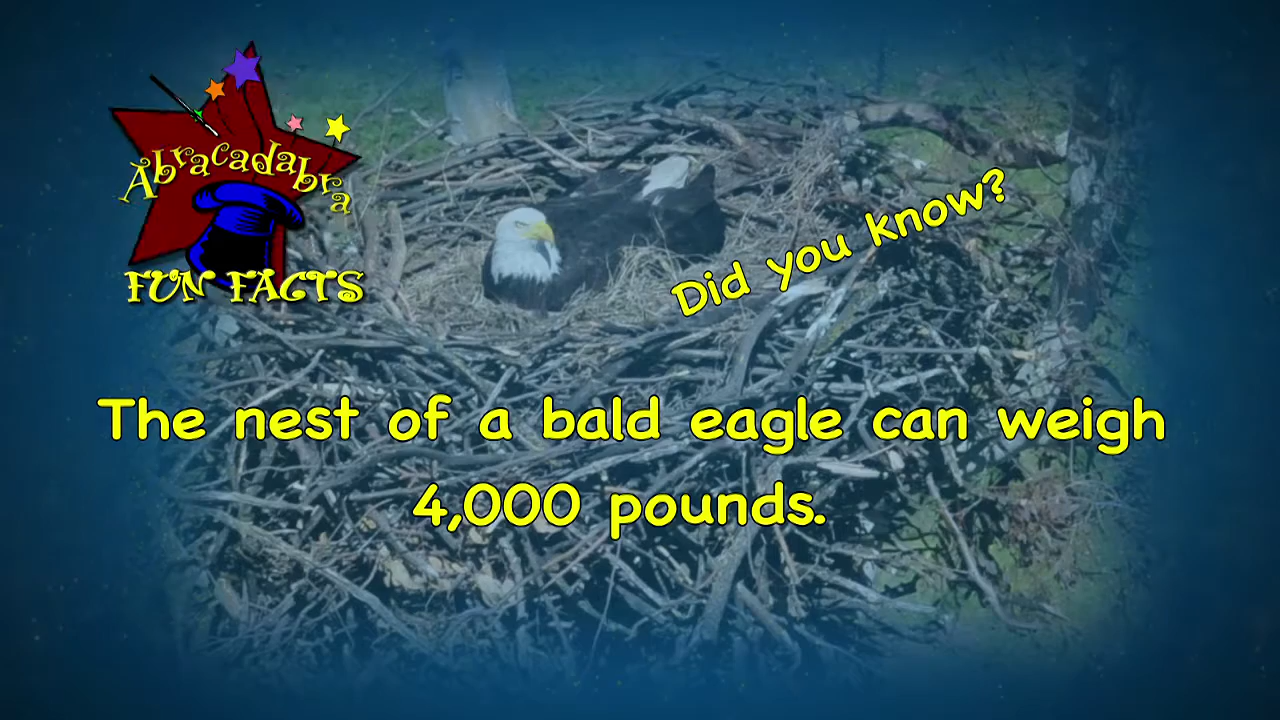 Abracadabra
FUN FACTS
Did you know?
The nest of a bald eagle can weigh
4,000 pounds.